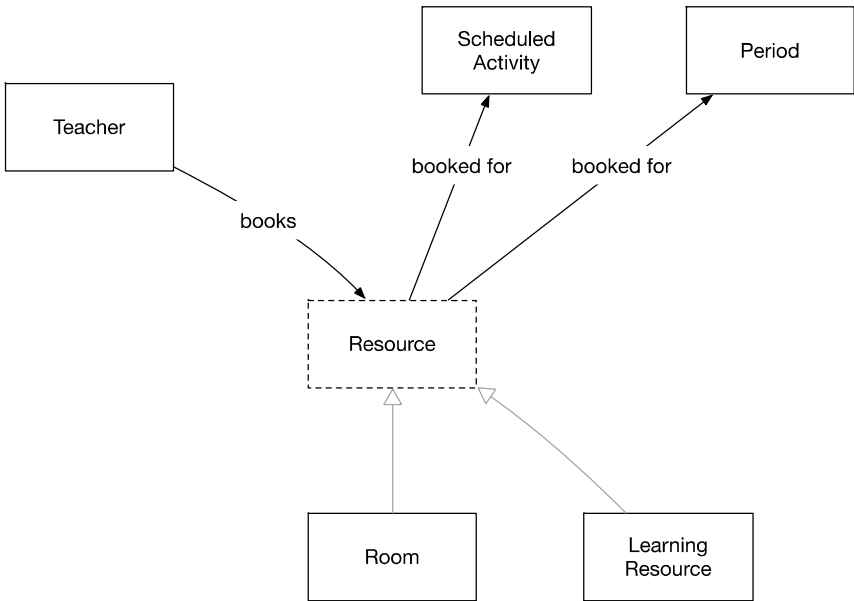 Scheduled
Activity
Period
Teacher
booked for
booked for
books
Resource
Room
Learning
Resource